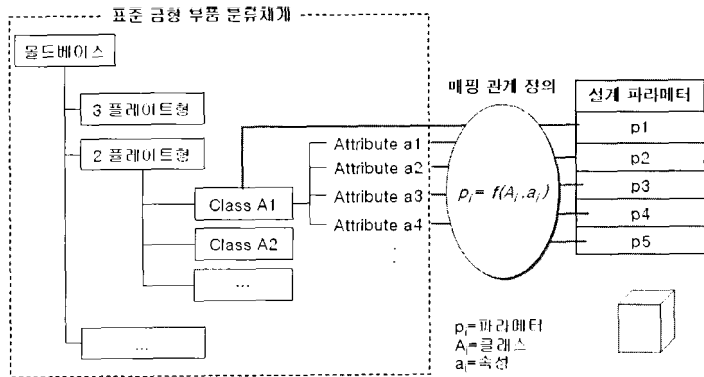 표준 금형 부품 분류체계
몰드베이스
3 플레이트형
2 플레이트형
Class A1
Class A2
...
...
Attribute a1
Attribute a2
Attribute a3
Attribute a4
:
매핑 관계 정의
pi= f(Ai,ai)
설계 파라메터
p1
p2
p3
p4
p5
pi=파라메터
Ai=클래스
ai=속성